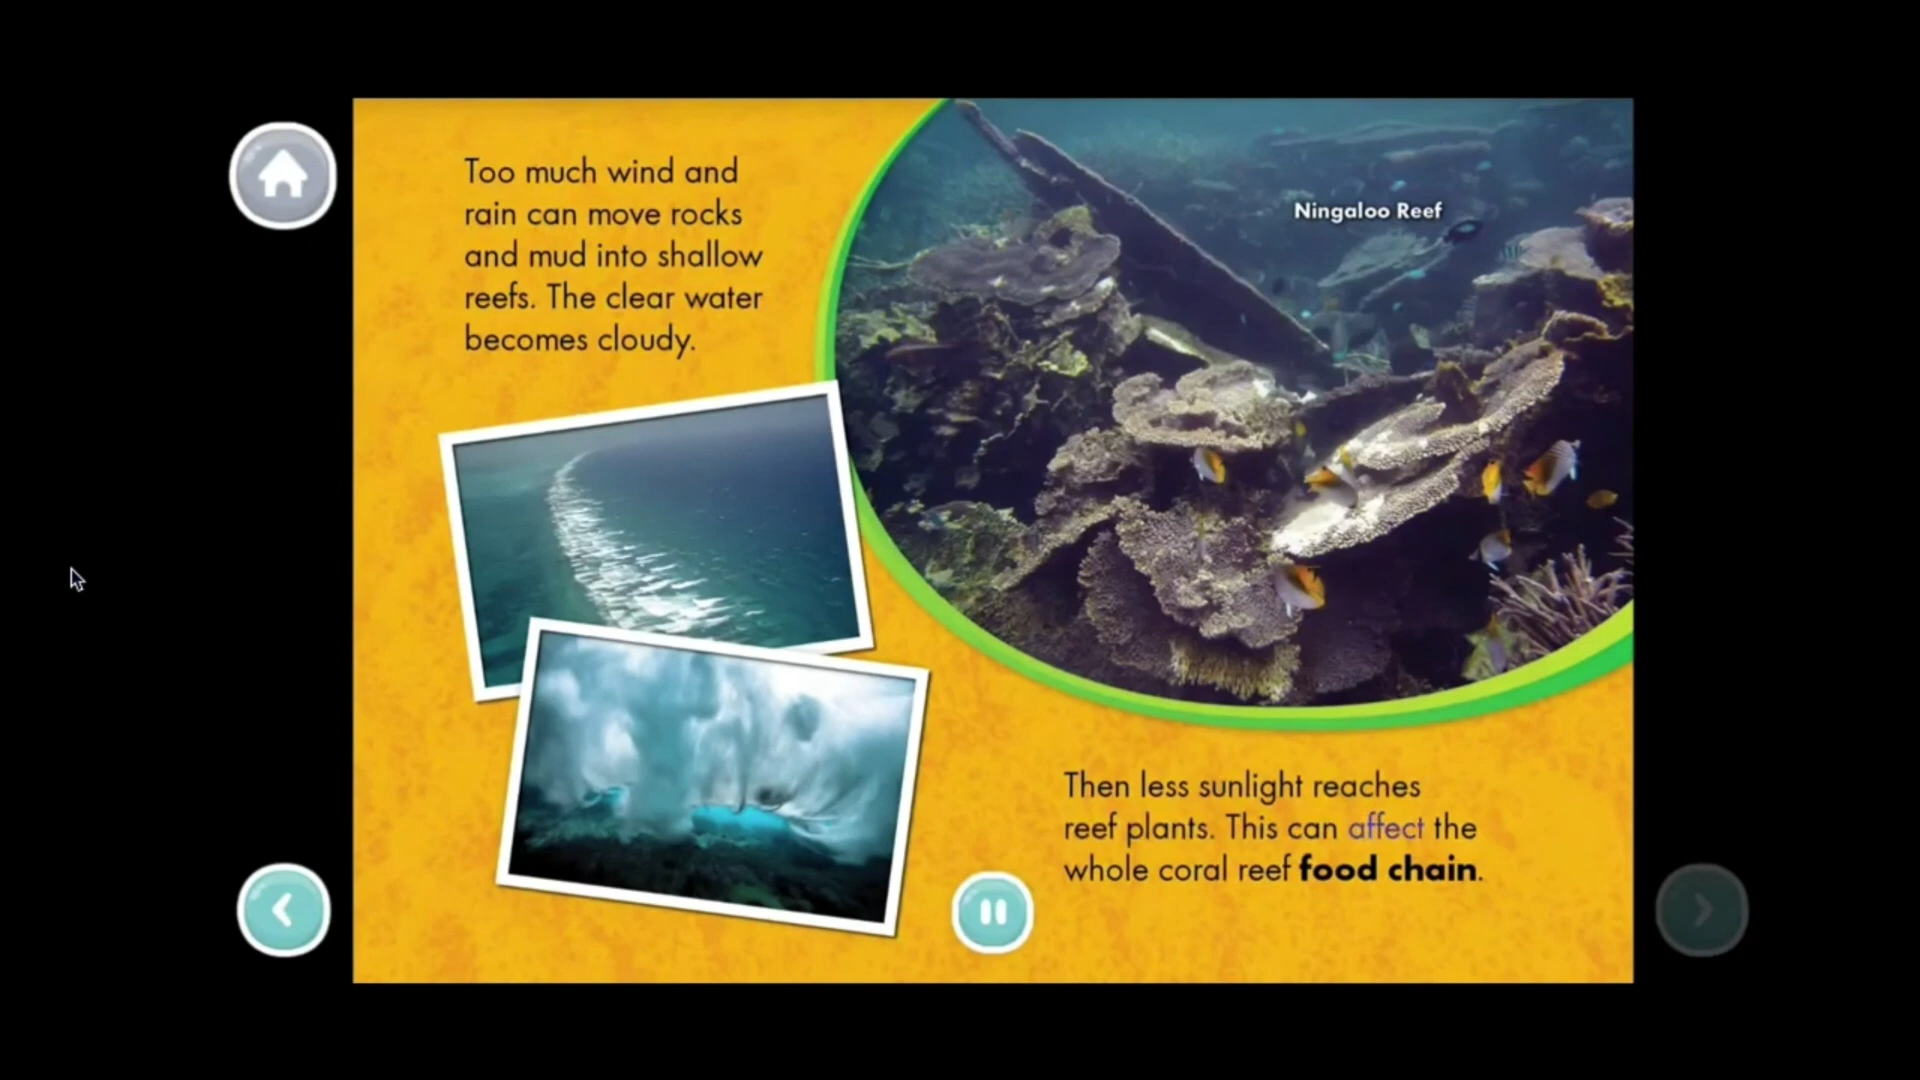 Too much wind and
rain can move rocks
and mud into shallow
reefs. The clear water
becomes cloudy.
Ningaloo Reef
Then less sunlight reaches
reef plants. This can affect the
whole coral reef food chain.